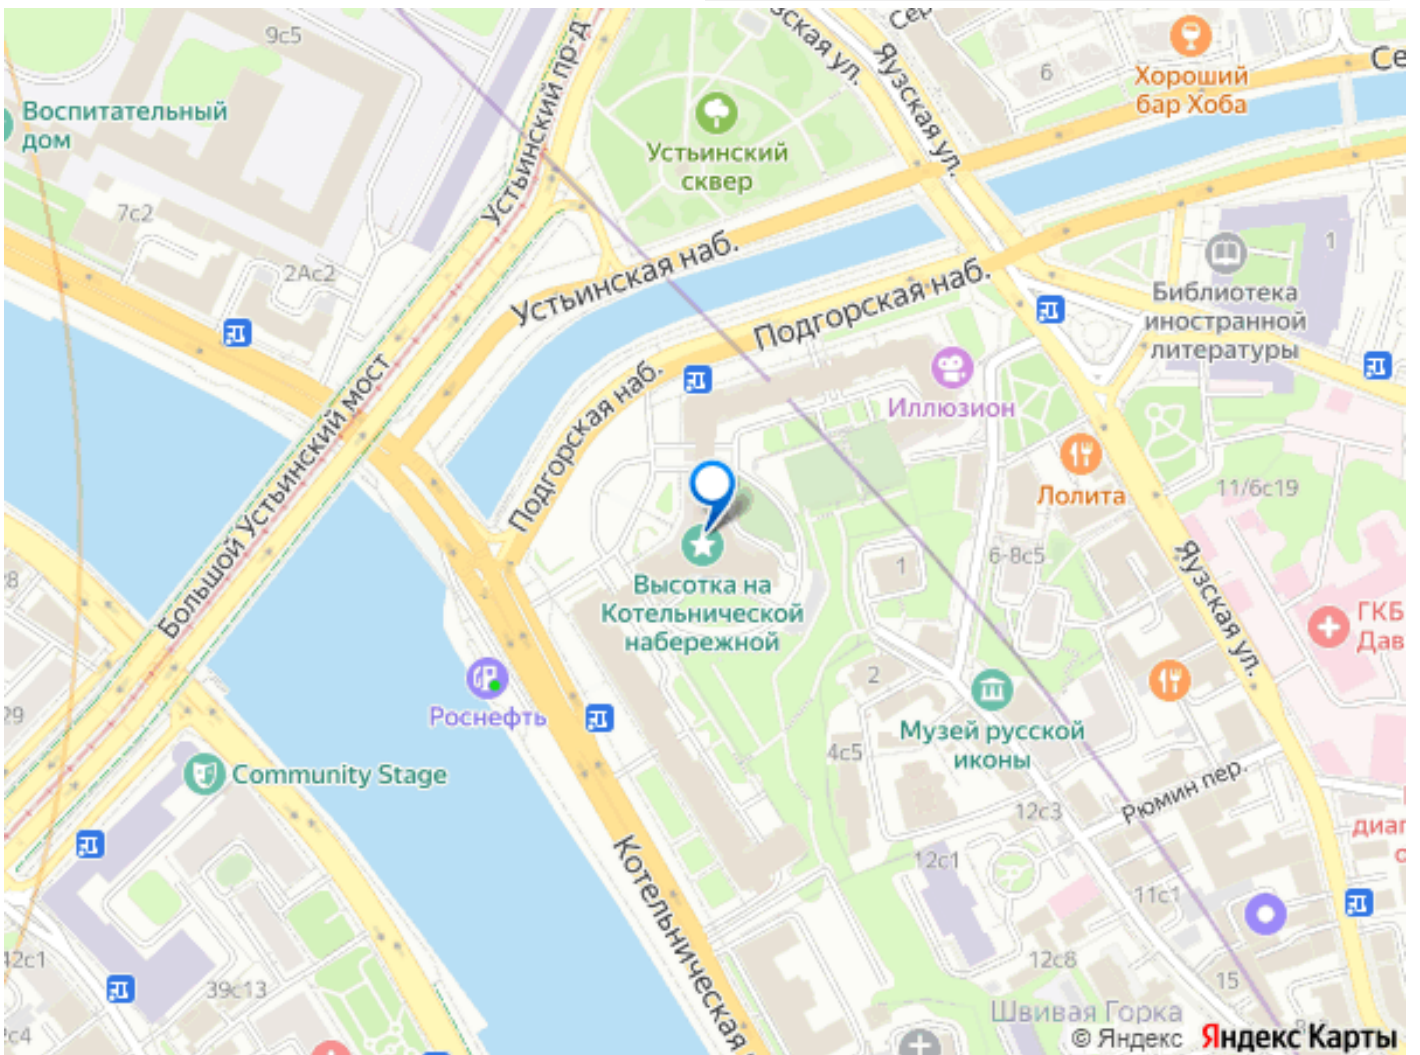 9с5
Устьинский пр-д
Яузская ул.
6
Хороший
бар Хоба
Воспитательный
дом
Устьинский
сквер
Яузская ул.
7с2
2Ас2
Устьинская наб.
Подгорская наб.
1
Библиотека
иностранной
литературы
Большой Устьинский мост
Подгорская наб.
Иллюзион
Лолита
11/6с19
6-8с5
1
Высотка на
Котельнической
набережной
Яузская ул.
ГКБ
2
Роснефть
Музей русской
иконы
4с5
Community Stage
Рюмин пер.
12с3
12с1
11с1
Котельническая
12с8
39с13
15
Швивая Горка
© Яндекс Яндекс Карты